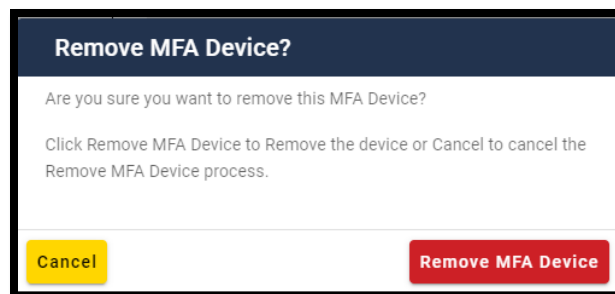 Remove MFA Device?
Are you sure you want to remove this MFA Device?
Click Remove MFA Device to Remove the device or Cancel to cancel the
Remove MFA Device process.
Cancel
Remove MFA Device